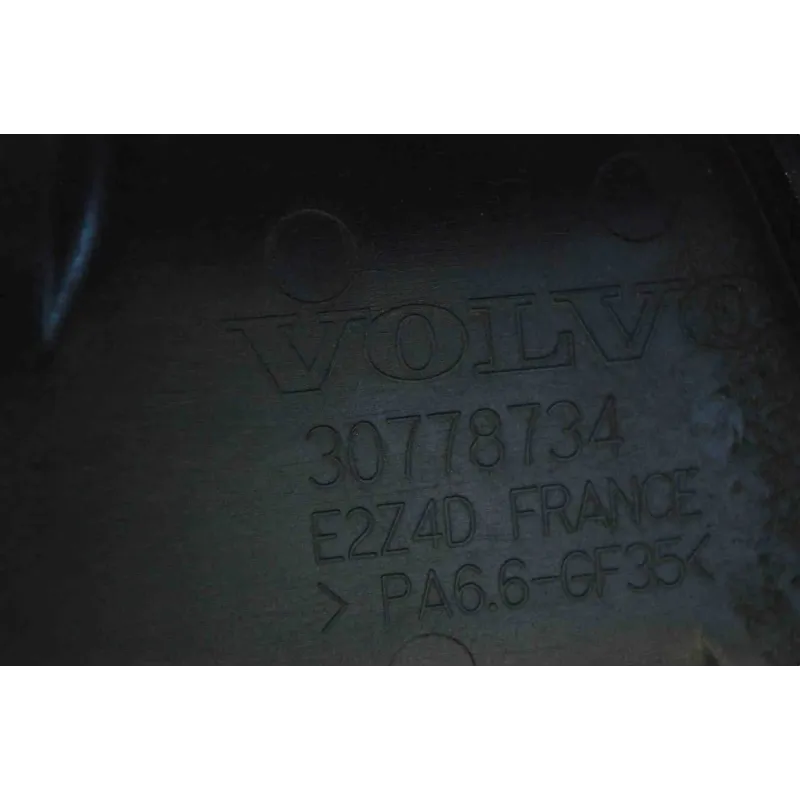 VOLVO
30778734
E2Z4D FRANCE
>PA6.6-GF35<